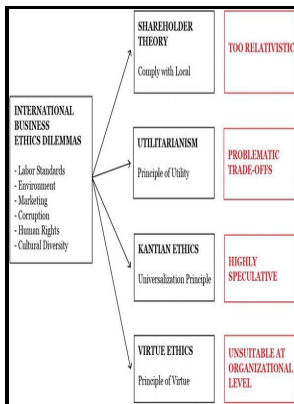 INTERNATIONAL
BUSINESS
ETHICS DILEMMAS
- Labor Standards
- Environment
- Marketing
- Corruption
- Human Rights
- Cultural Diversity
SHAREHOLDER
THEORY
Comply with Local
TOO RELATIVISTIC
UTILITARIANISM
Principle of Utility
PROBLEMATIC
TRADE-OFFS
KANTIAN ETHICS
Universalization Principle
HIGHLY
SPECULATIVE
VIRTUE ETHICS
Principle of Virtue
UNSUITABLE AT
ORGANIZATIONAL
LEVEL